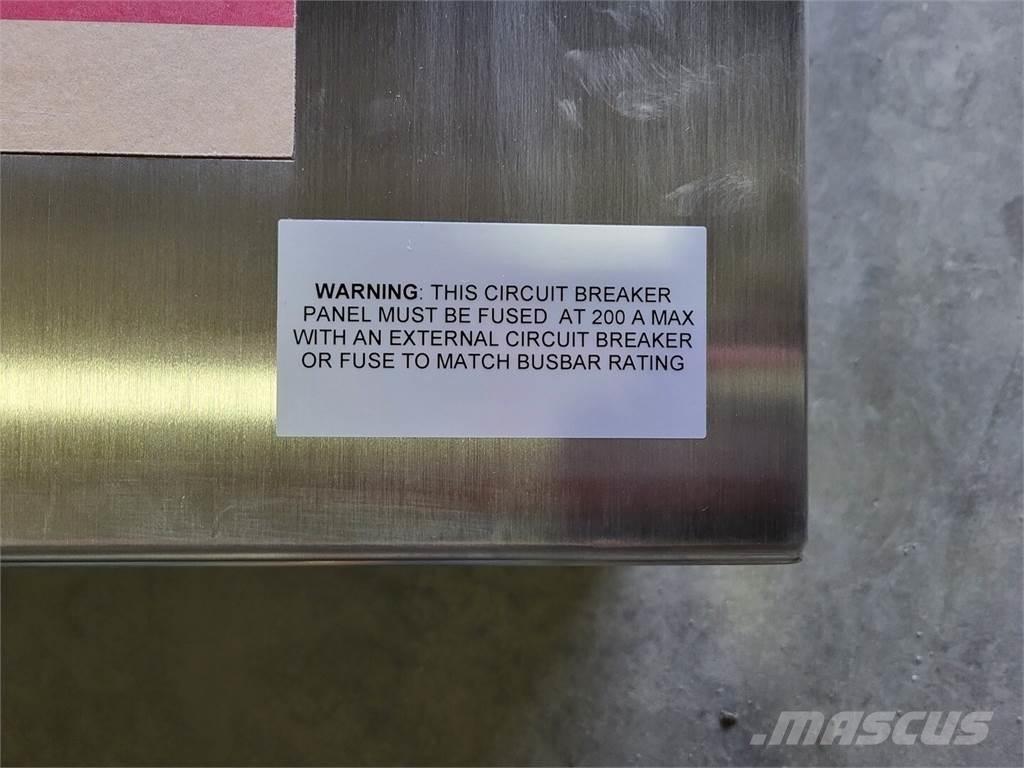 WARNING: THIS CIRCUIT BREAKER
PANEL MUST BE FUSED AT 200 A MAX
WITH AN EXTERNAL CIRCUIT BREAKER
OR FUSE TO MATCH BUSBAR RATING
MASCUS